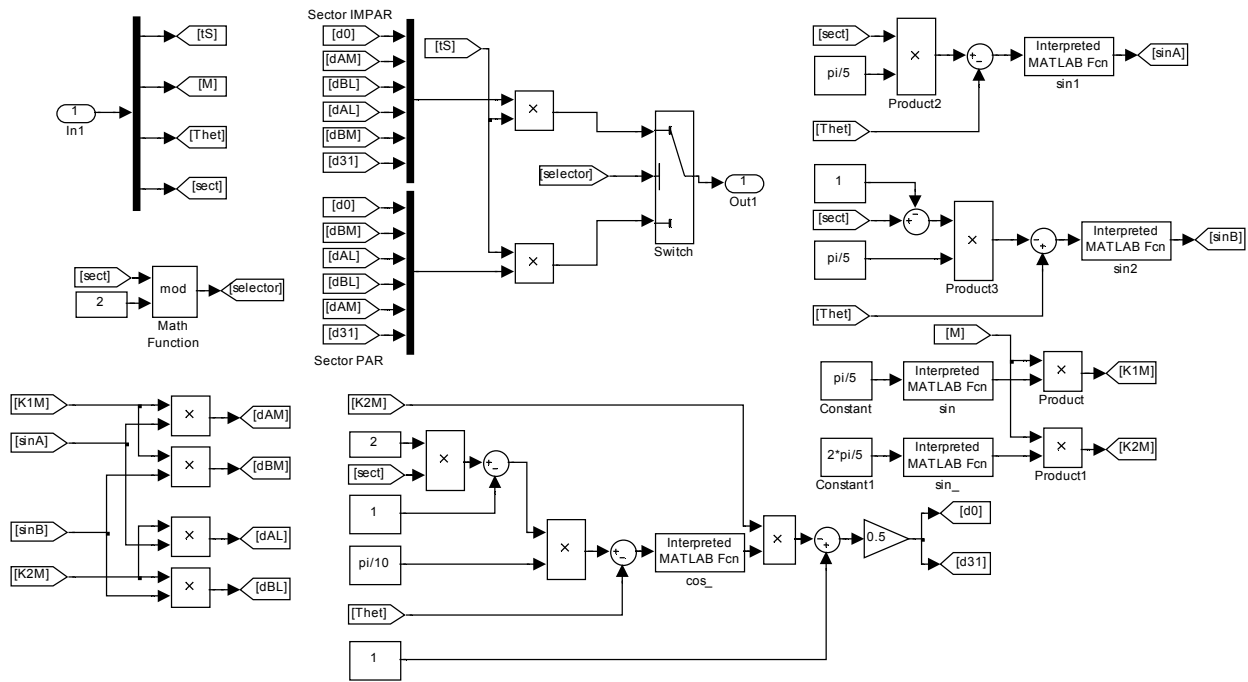 [tS]
[M]
[Thet]
[sect]
1
In1
Sector IMPAR
[d0]
[dAM]
[dBL]
[dAL]
[dBM]
[d31]
[tS]
×
[selector]
Switch
1
Out1
[d0]
[dBM]
[dAL]
[dBL]
[dAM]
[d31]
×
Sector PAR
[sect]
2
mod
Math
Function
[selector]
[sect]
pi/5
×
Product2
+
-
Interpreted
MATLAB Fcn
sin1
[sinA]
[Thet]
1
[sect]
+
-
pi/5
×
Product3
-
+
Interpreted
MATLAB Fcn
sin2
[sinB]
[Thet]
[M]
pi/5
Constant
Interpreted
MATLAB Fcn
sin
×
Product
[K1M]
2*pi/5
Constant1
Interpreted
MATLAB Fcn
sin_
×
Product1
[K2M]
[K1M]
[sinA]
[sinB]
[K2M]
×
[dAM]
×
[dBM]
×
[dAL]
×
[dBL]
[K2M]
2
[sect]
×
+
-
1
pi/10
×
+
-
[Thet]
Interpreted
MATLAB Fcn
cos_
×
-
+
1
0.5
[d0]
[d31]